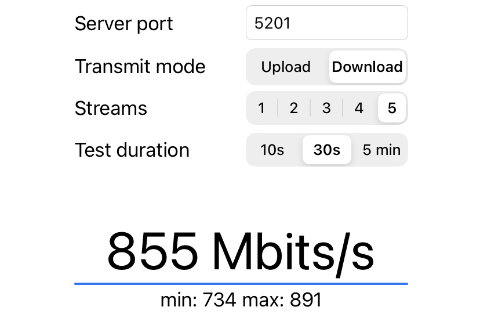 Server port 5201
Transmit mode Upload Download
Streams 1 2 3 4 5
Test duration 10s 30s 5 min
855 Mbits/s
min: 734 max: 891